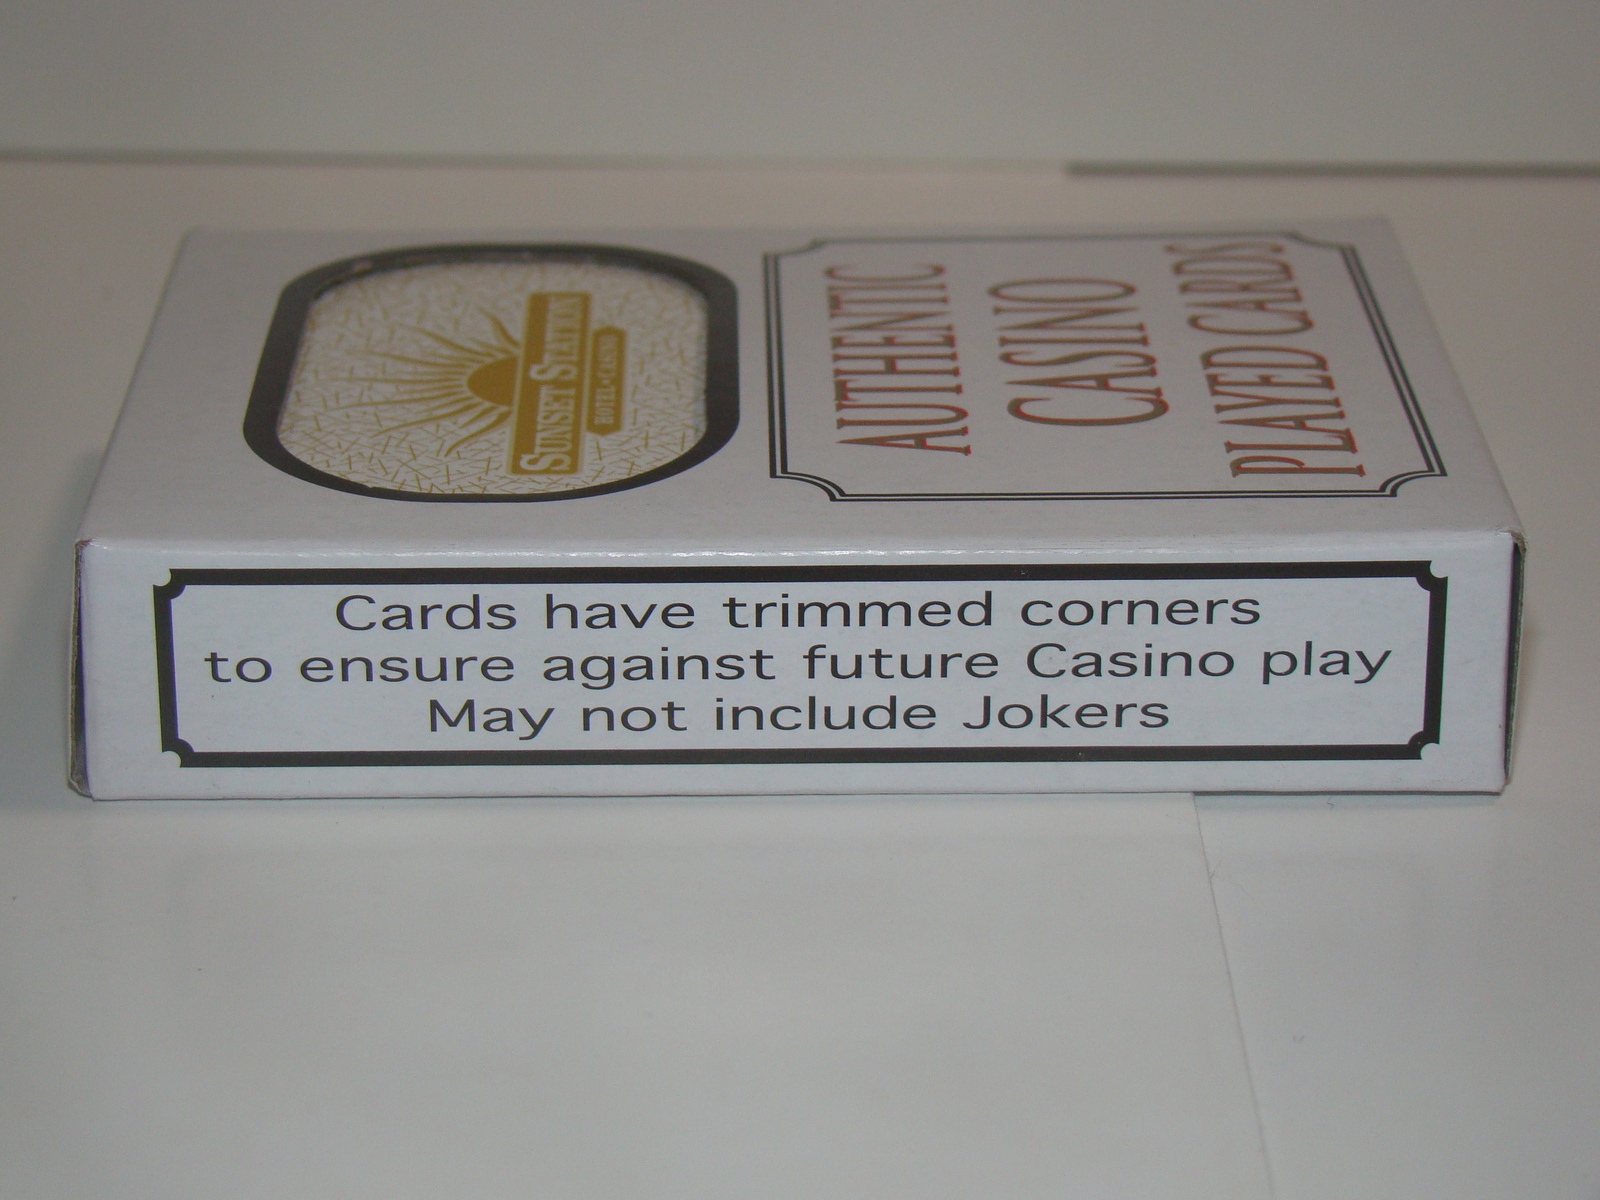 SUNSET STATION
HOTEL • CASINO
AUTHENTIC
CASINO
PLAYED CARDS
Cards have trimmed corners
to ensure against future Casino play
May not include Jokers